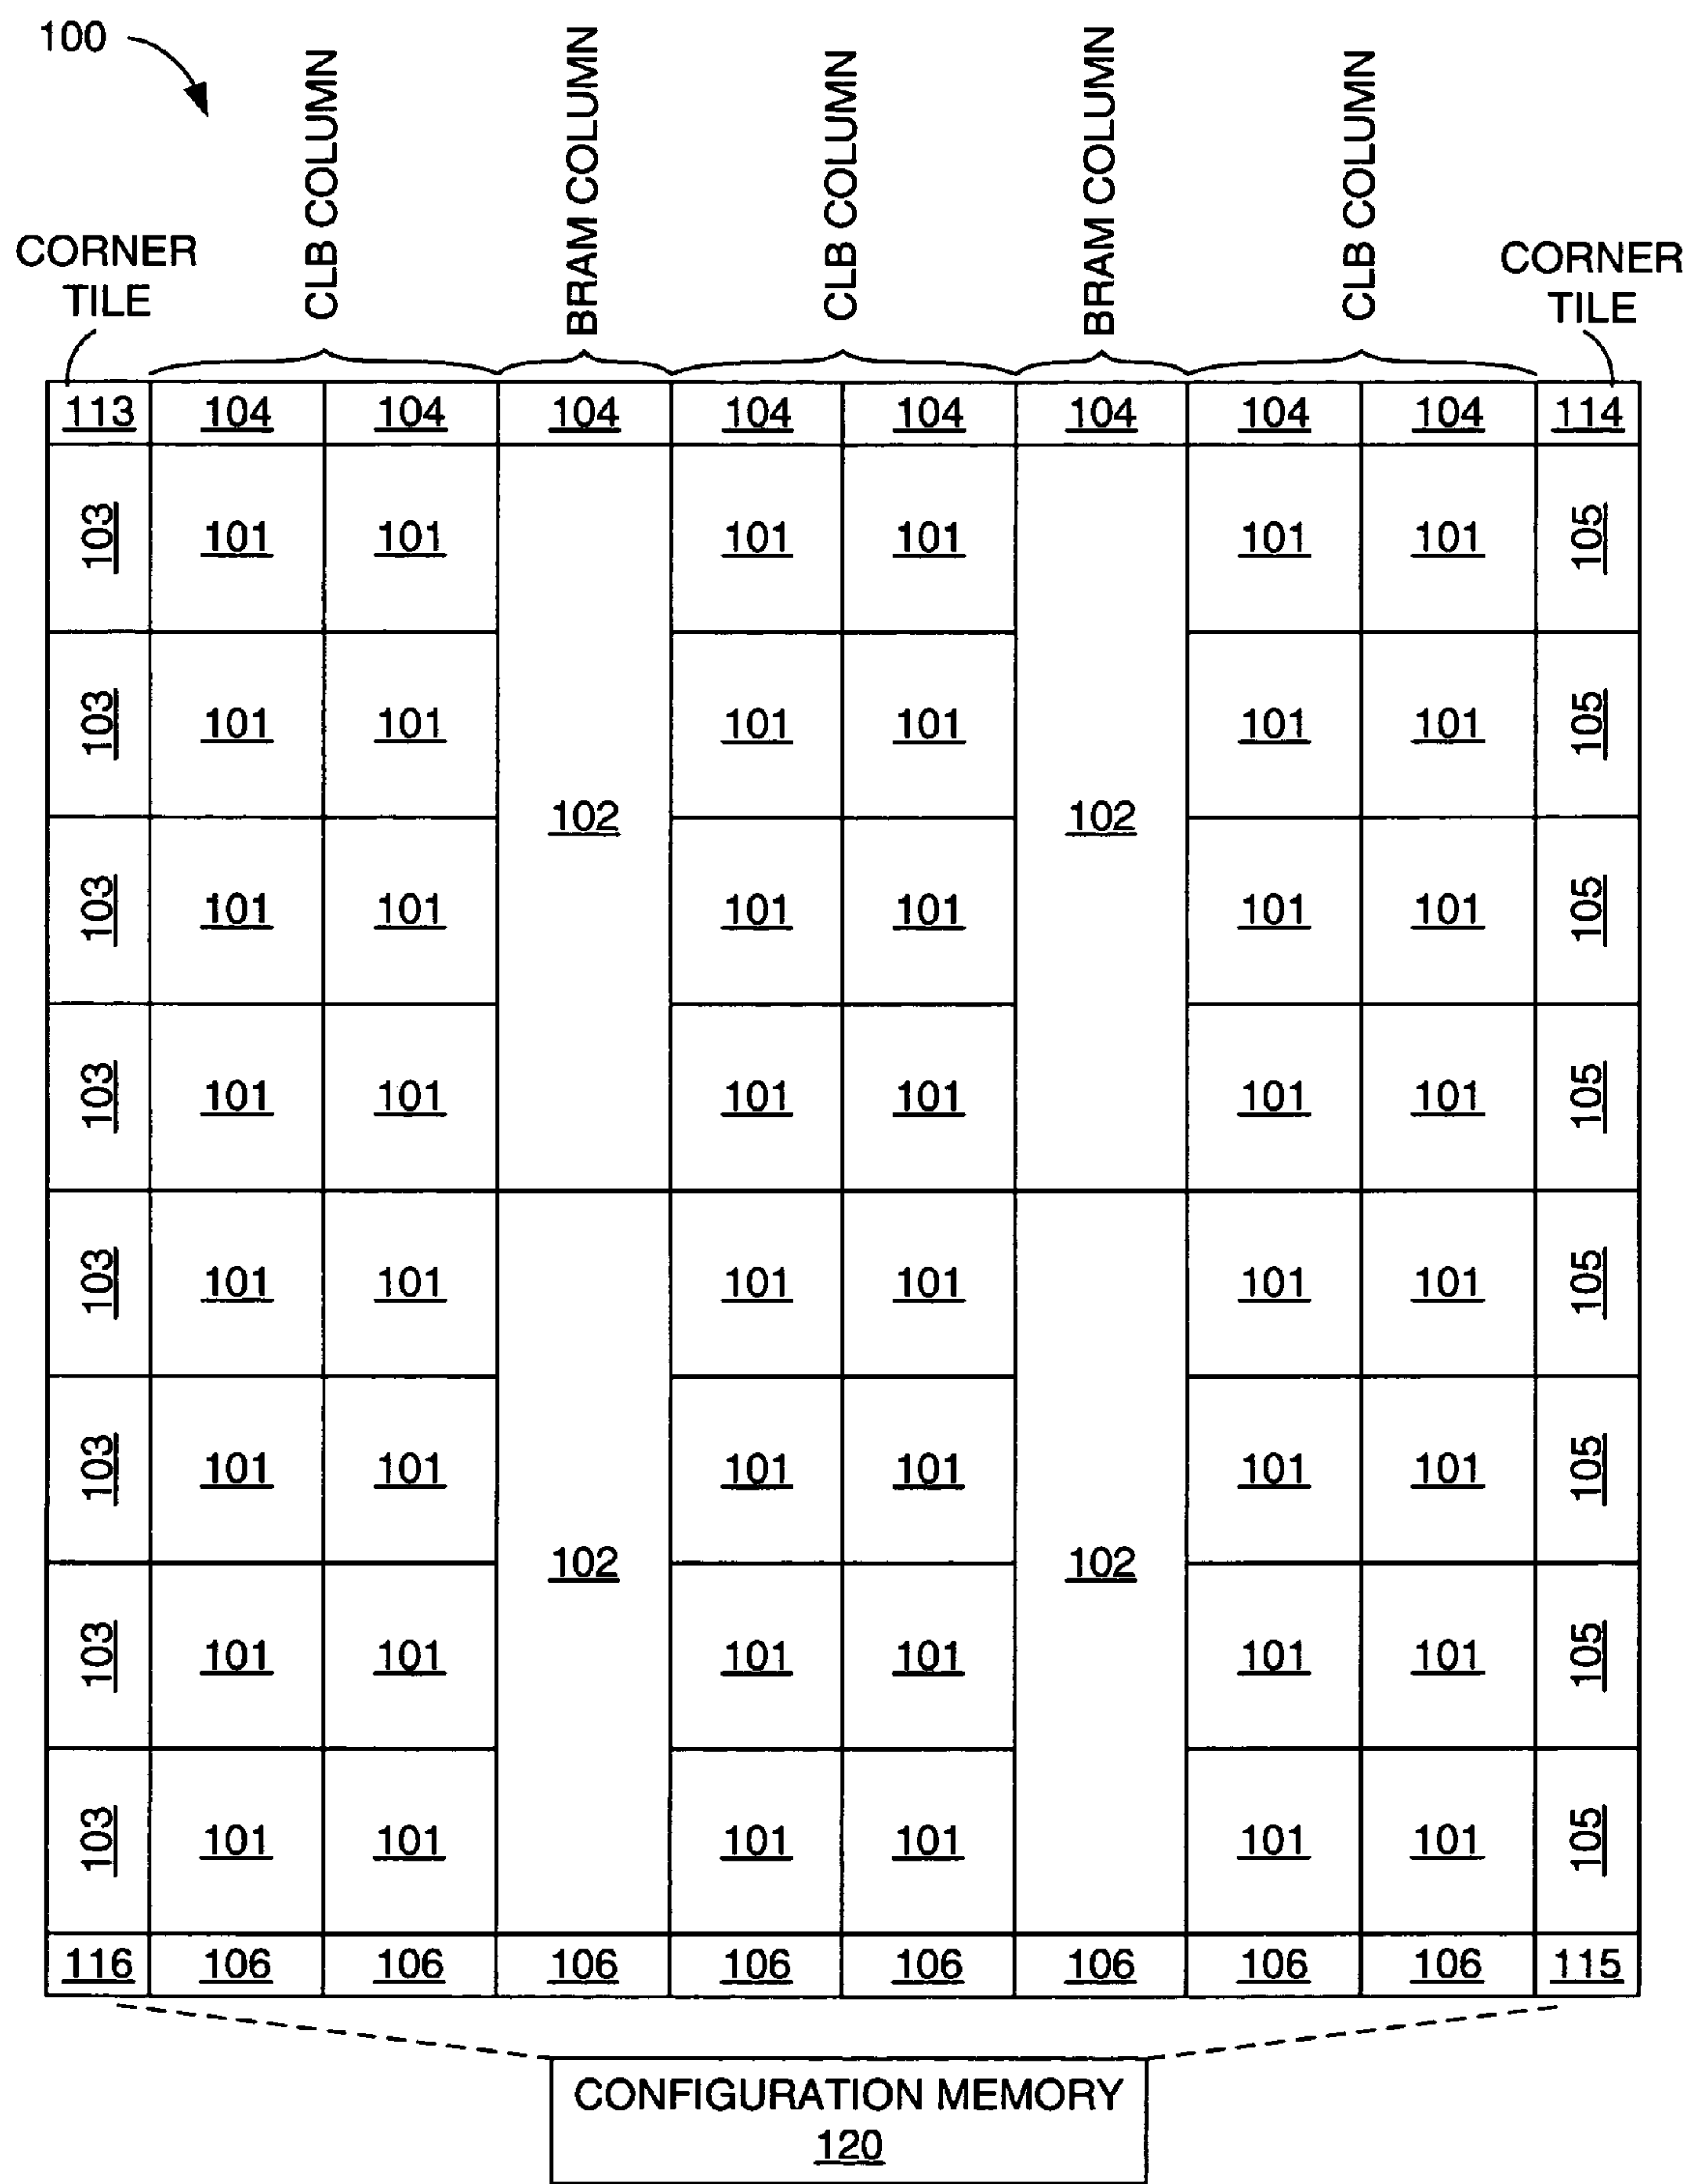 100
CLB COLUMN
BRAM COLUMN
CLB COLUMN
BRAM COLUMN
CLB COLUMN
CORNER
TILE
CORNER
TILE
113 104 104 104 104 104 104 104 104 114
103 101 101 101 101 101 101 105
103 101 101 101 101 101 101 105
102 102
103 101 101 101 101 101 101 105
103 101 101 101 101 101 101 105
103 101 101 101 101 101 101 105
103 101 101 101 101 101 101 105
102 102
103 101 101 101 101 101 101 105
103 101 101 101 101 101 101 105
116 106 106 106 106 106 106 106 106 115
CONFIGURATION MEMORY
120